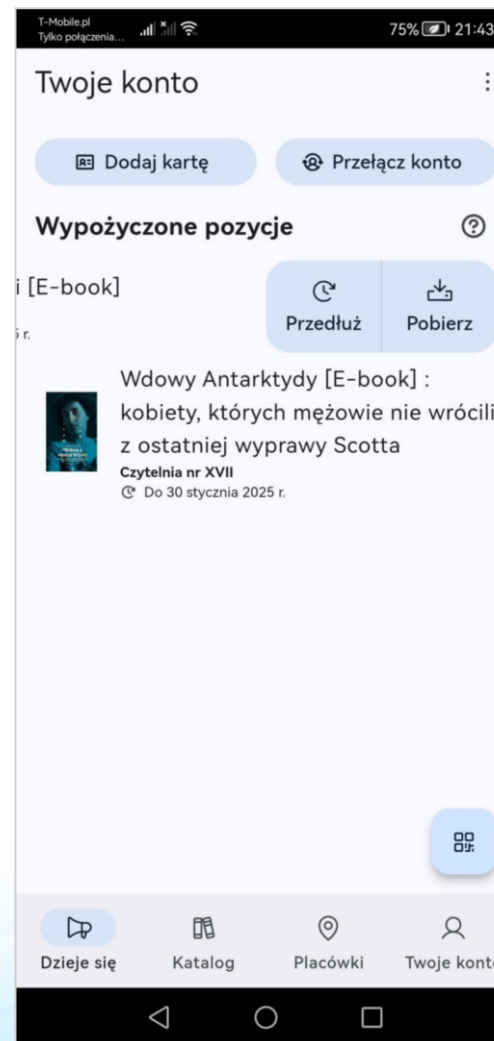 T-Mobile.pl
Tylko połączenia...
75% 21:43
Twoje konto
Dodaj kartę
Przełącz konto
Wypożyczone pozycje
i [E-book]
r.
Przedłuż
Pobierz
Wdowy Antarktydy [E-book] :
kobiety, których mężowie nie wrócili
z ostatniej wyprawy Scotta
Czytelnia nr XVII
Do 30 stycznia 2025 r.
Dzieje się
Katalog
Placówki
Twoje konto